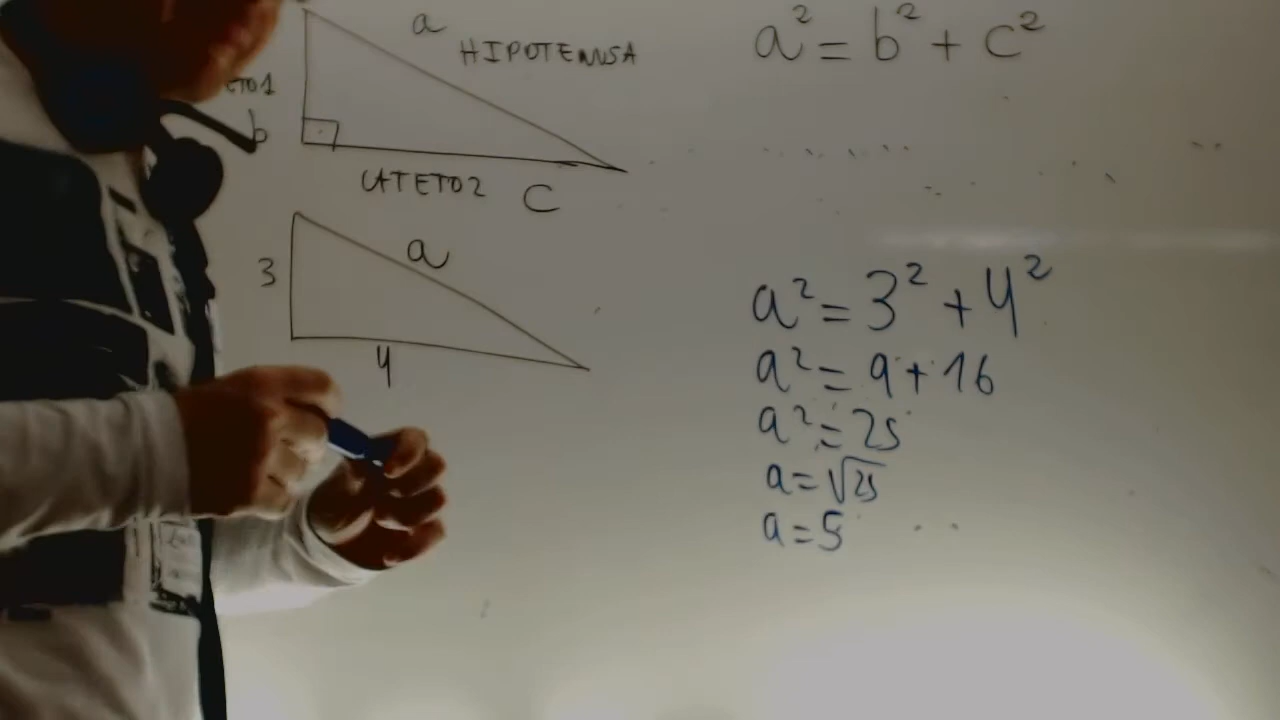 a
HIPOTENUSA
b
CATETO2 C
3
a
4
a² = b² + c²
a² = 3² + 4²
a² = 9 + 16
a² = 25
a = √25
a = 5